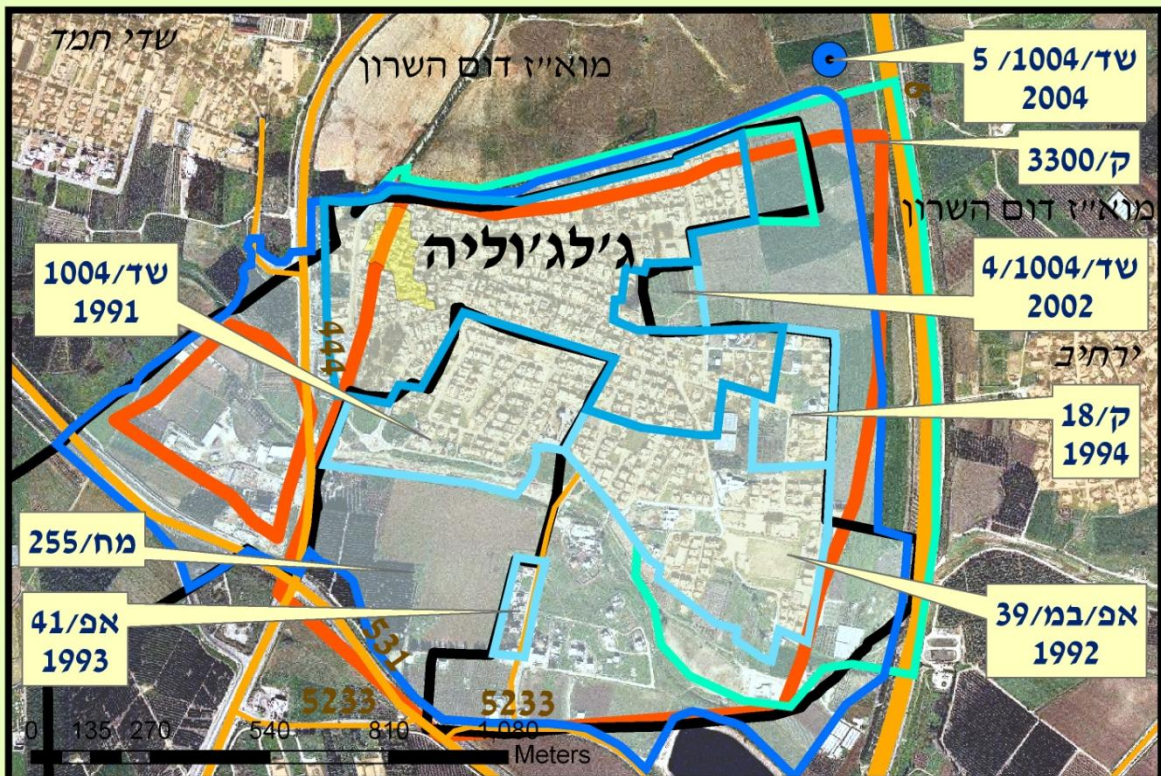 שדי חמד
מוא״ז דום השרון
שד/1004/ 5
2004
6
ק/3300
מוא״ז דום השרון
ג׳לג׳וליה
שד/1004
1991
שד/1004/4
2002
444
ירחיב
ק/18
1994
מח/255
אפ/41
1993
אפ/במ/39
1992
531
5233
5233
0 135 270 540 810 1,080
Meters